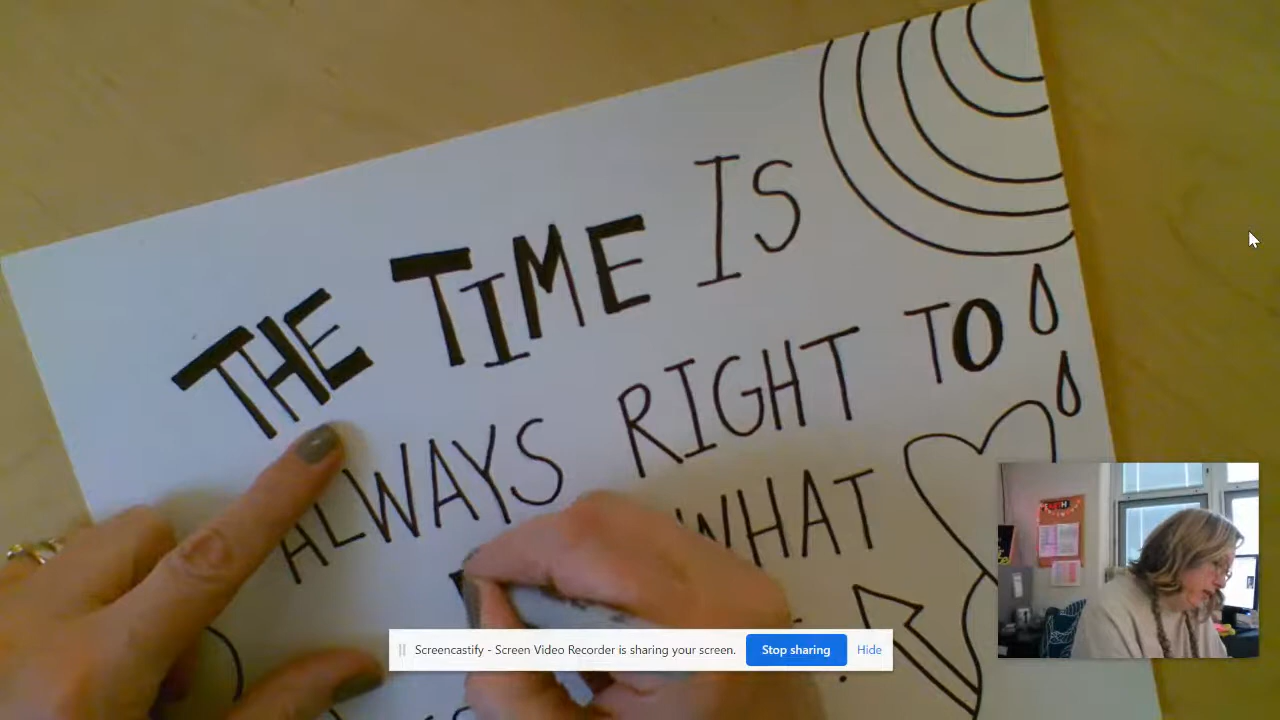 THE TIME IS
ALWAYS RIGHT TO
WHAT
Screencastify - Screen Video Recorder is sharing your screen.
Stop sharing
Hide